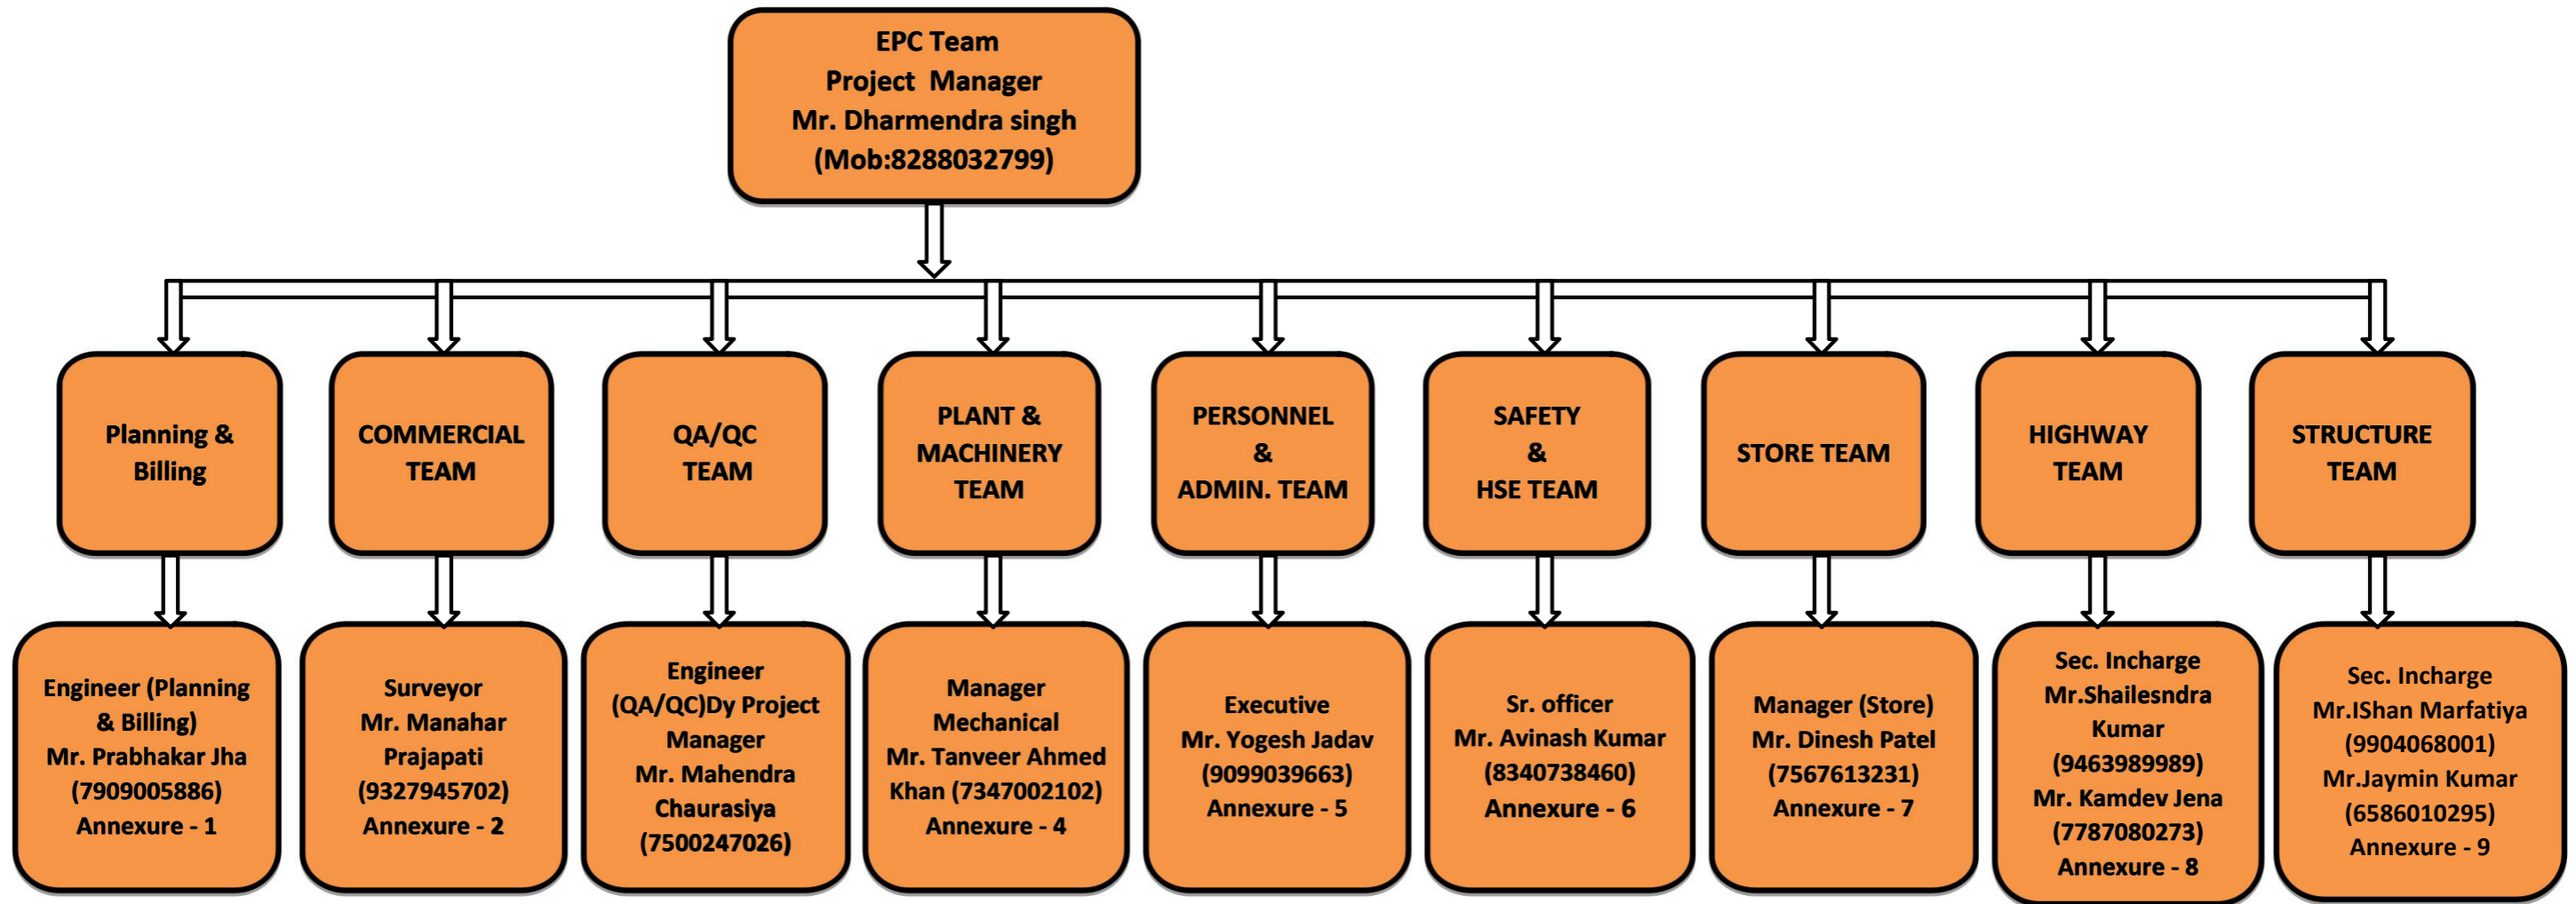 EPC Team
Project Manager
Mr. Dharmendra singh
(Mob:8288032799)
Planning &
Billing
COMMERCIAL
TEAM
QA/QC
TEAM
PLANT &
MACHINERY
TEAM
PERSONNEL
&
ADMIN. TEAM
SAFETY
&
HSE TEAM
STORE TEAM
HIGHWAY
TEAM
STRUCTURE
TEAM
Engineer (Planning
& Billing)
Mr. Prabhakar Jha
(7909005886)
Annexure - 1
Surveyor
Mr. Manahar
Prajapati
(9327945702)
Annexure - 2
Engineer
(QA/QC)Dy Project
Manager
Mr. Mahendra
Chaurasiya
(7500247026)
Manager
Mechanical
Mr. Tanveer Ahmed
Khan (7347002102)
Annexure - 4
Executive
Mr. Yogesh Jadav
(9099039663)
Annexure - 5
Sr. officer
Mr. Avinash Kumar
(8340738460)
Annexure - 6
Manager (Store)
Mr. Dinesh Patel
(7567613231)
Annexure - 7
Sec. Incharge
Mr.Shailesndra
Kumar
(9463989989)
Mr. Kamdev Jena
(7787080273)
Annexure - 8
Sec. Incharge
Mr.IShan Marfatiya
(9904068001)
Mr.Jaymin Kumar
(6586010295)
Annexure - 9